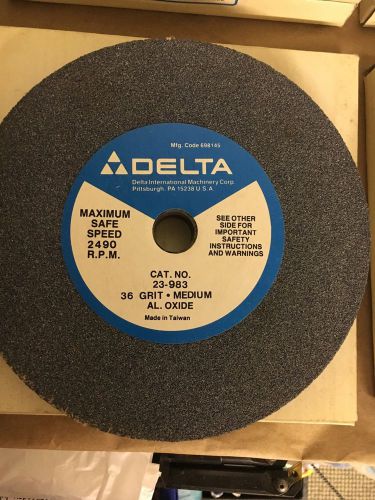 Mfg. Code 698145
DELTA
Delta International Machinery Corp.
Pittsburgh, PA 15238 U.S.A.
MAXIMUM
SAFE
SPEED
2490
R.P.M.
SEE OTHER
SIDE FOR
IMPORTANT
SAFETY
INSTRUCTIONS
AND WARNINGS
CAT. NO.
23-983
36 GRIT • MEDIUM
AL. OXIDE
Made in Taiwan